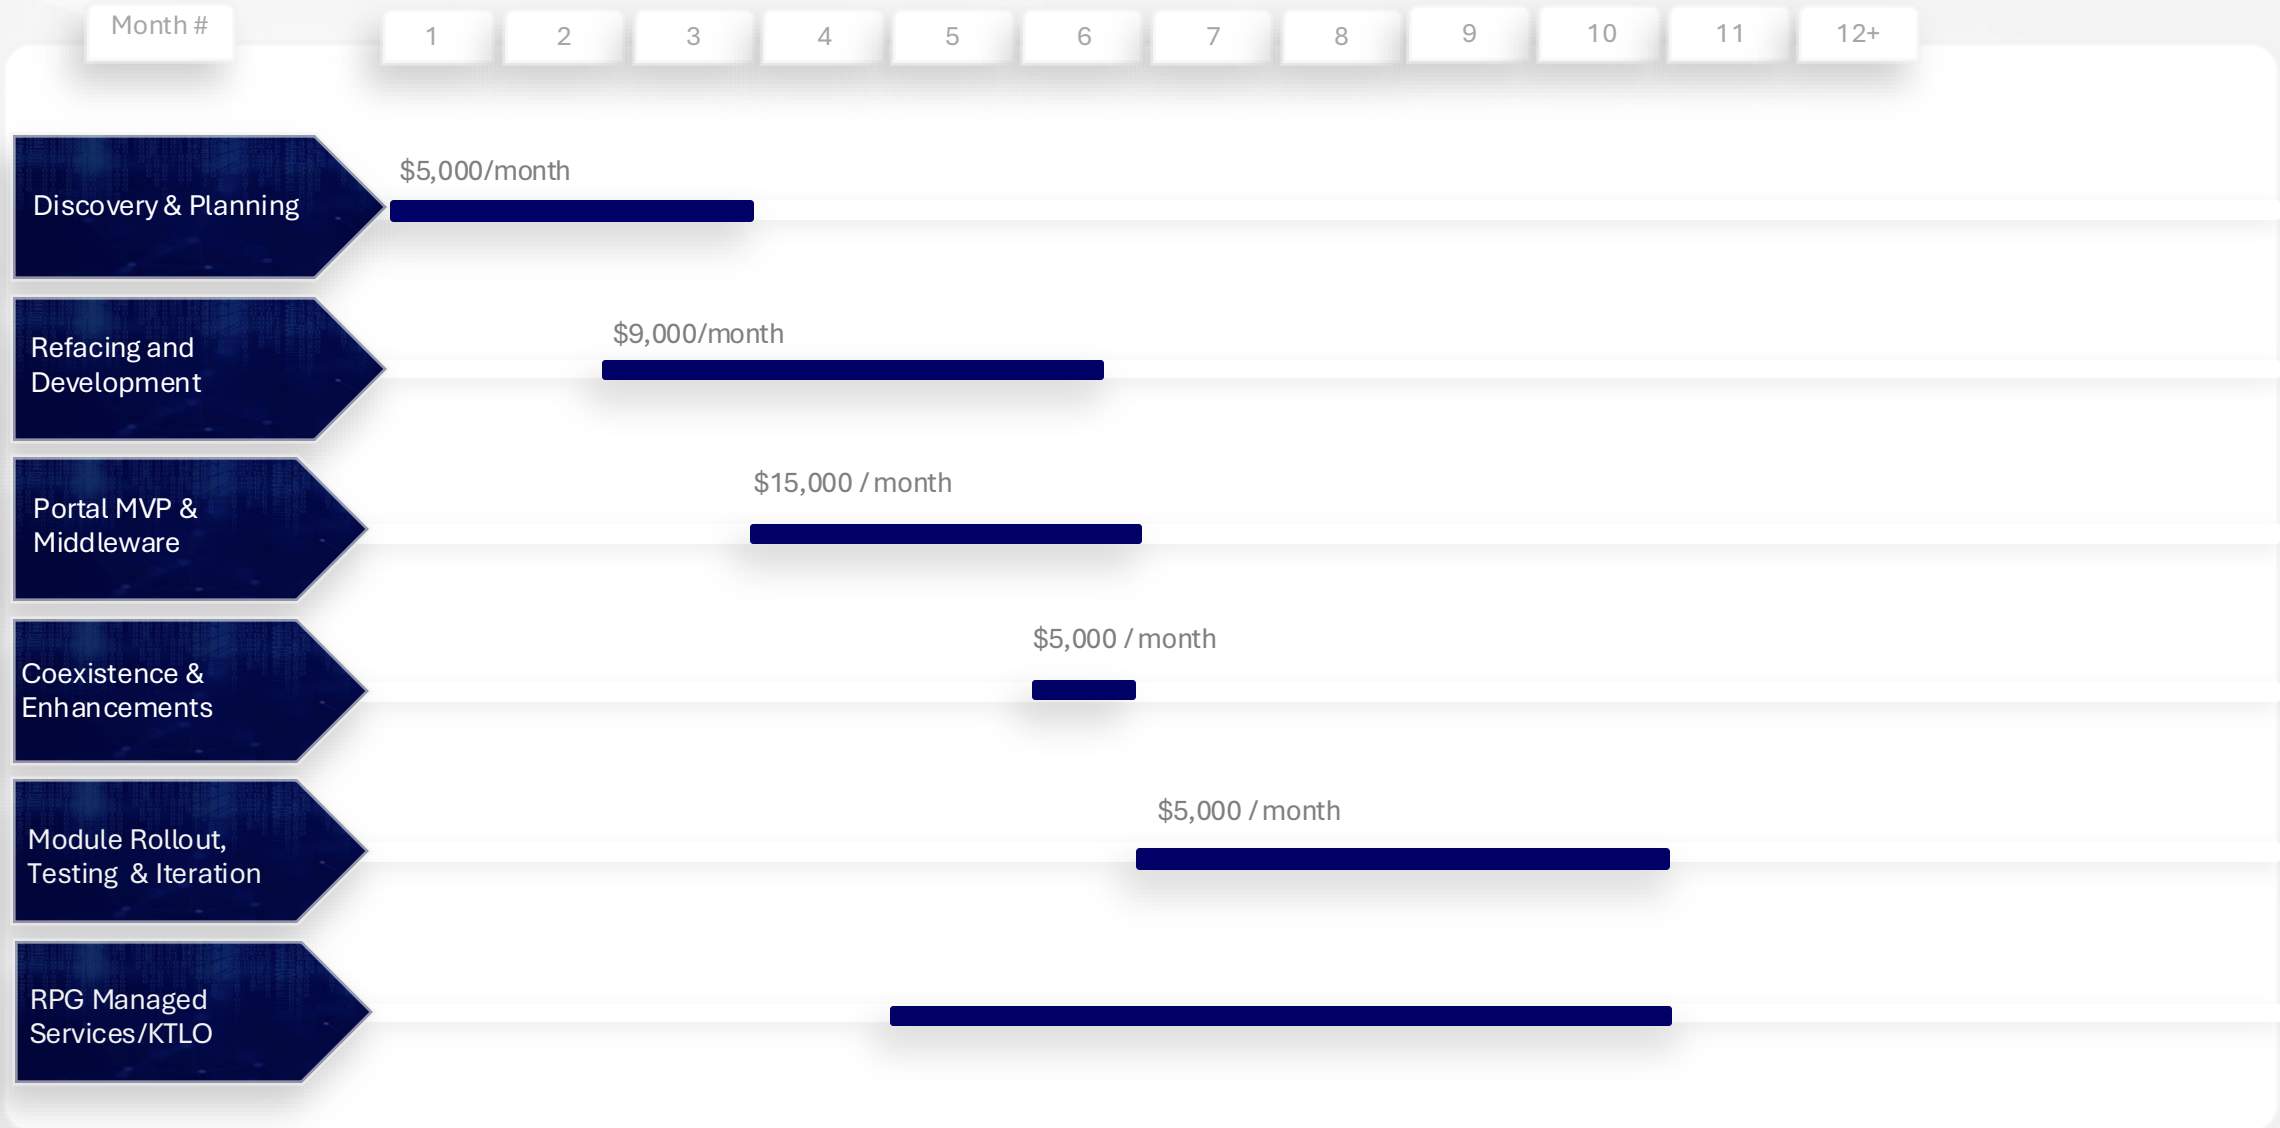 Month #
1
2
3
4
5
6
7
8
9
10
11
12+
Discovery & Planning
$5,000/month
Refacing and
Development
$9,000/month
Portal MVP &
Middleware
$15,000 / month
Coexistence &
Enhancements
$5,000 / month
Module Rollout,
Testing & Iteration
$5,000 / month
RPG Managed
Services/KTLO